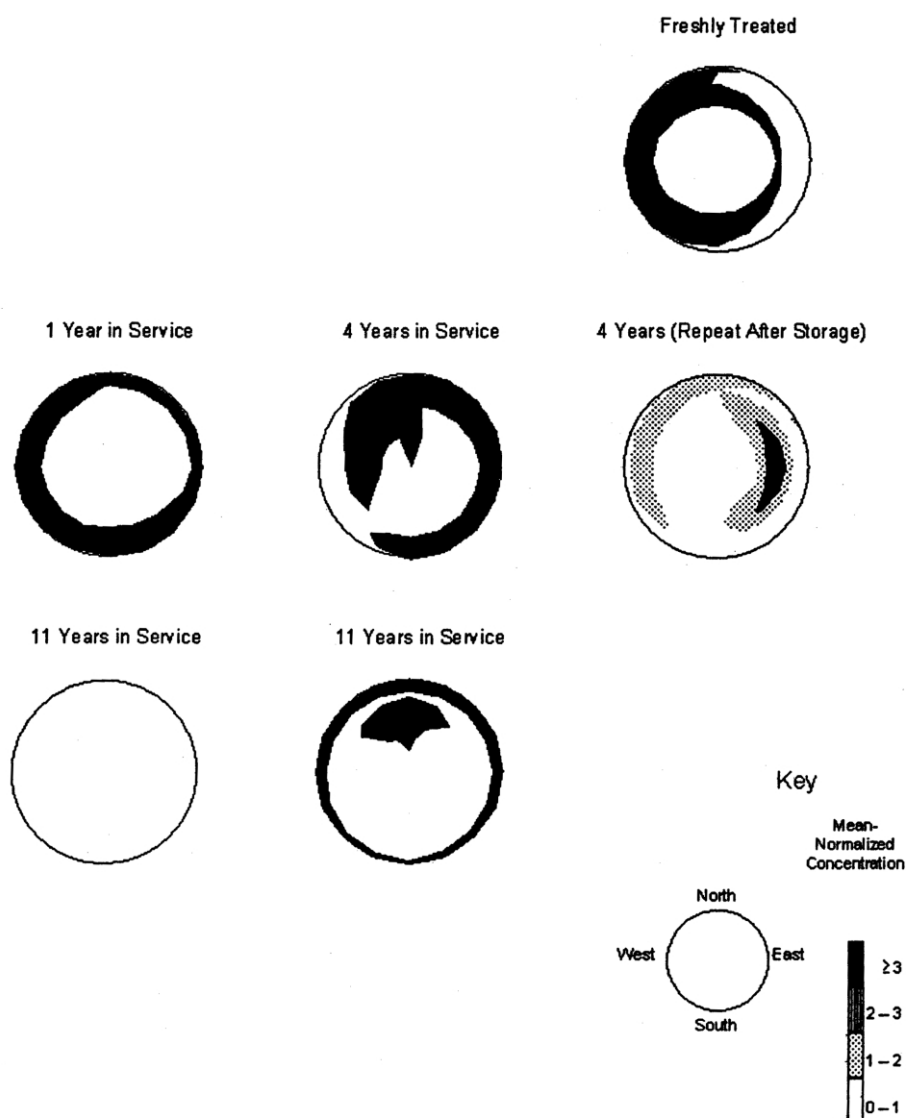 Freshly Treated
1 Year in Service
4 Years in Service
4 Years (Repeat After Storage)
11 Years in Service
11 Years in Service
Key
Mean-
Normalized
Concentration
North
West
East
South
≥3
2–3
1–2
0–1